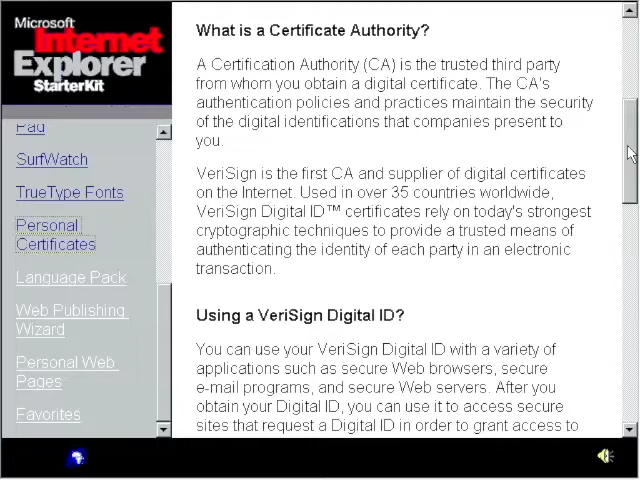 Microsoft
Internet
Explorer
StarterKit
Pad
SurfWatch
TrueType Fonts
Personal
Certificates
Language Pack
Web Publishing
Wizard
Personal Web
Pages
Favorites
What is a Certificate Authority?
A Certification Authority (CA) is the trusted third party
from whom you obtain a digital certificate. The CA's
authentication policies and practices maintain the security
of the digital identifications that companies present to
you.
VeriSign is the first CA and supplier of digital certificates
on the Internet. Used in over 35 countries worldwide,
VeriSign Digital ID™ certificates rely on today's strongest
cryptographic techniques to provide a trusted means of
authenticating the identity of each party in an electronic
transaction.
Using a VeriSign Digital ID?
You can use your VeriSign Digital ID with a variety of
applications such as secure Web browsers, secure
e-mail programs, and secure Web servers. After you
obtain your Digital ID, you can use it to access secure
sites that request a Digital ID in order to grant access to